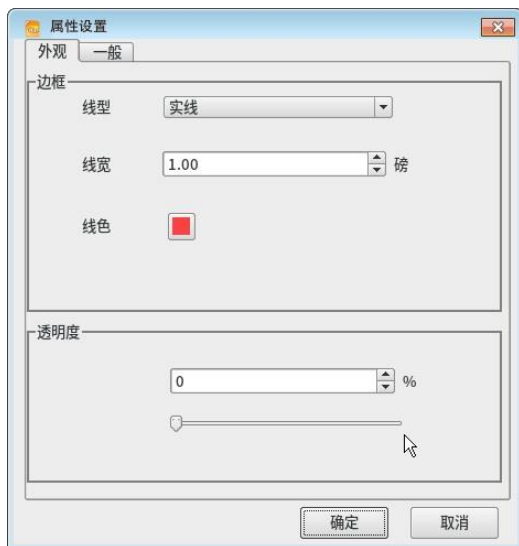 属性设置
外观 一般
边框
线型 实线
线宽 1.00 磅
线色
透明度
0 %
确定 取消